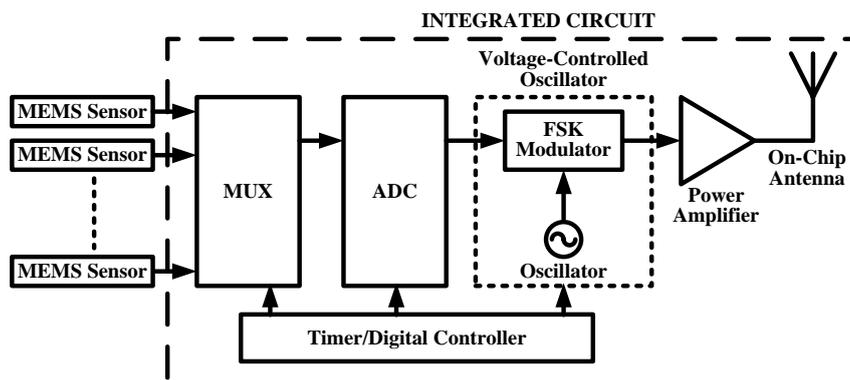 INTEGRATED CIRCUIT
Voltage-Controlled
Oscillator
MEMS Sensor
MEMS Sensor
MEMS Sensor
MUX
ADC
FSK
Modulator
Oscillator
Power
Amplifier
On-Chip
Antenna
Timer/Digital Controller